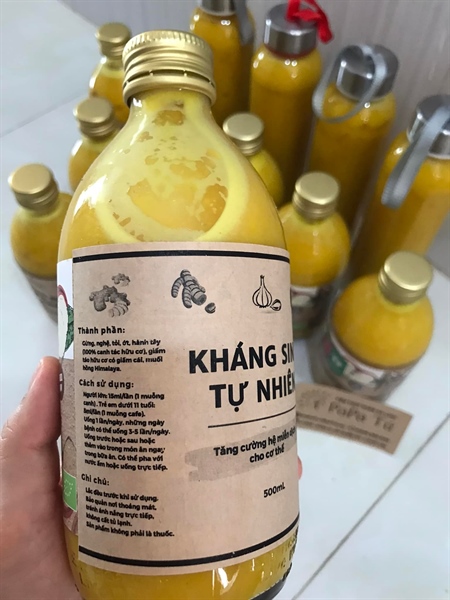 Thành phần:
Gừng, nghệ, tỏi, ớt, hành tây
(100% canh tác hữu cơ), giấm
táo hữu cơ có giấm cái, muối
hồng Himalaya.
Cách sử dụng:
Người lớn: 15ml/lần (1 muỗng
canh). Trẻ em dưới 11 tuổi:
5ml/lần (1 muỗng cafe).
Uống 1 lần/ngày, những ngày
bệnh có thể uống 3-5 lần/ngày.
Uống trước hoặc sau hoặc
thêm vào trong món ăn ngay
trong bữa ăn. Có thể pha với
nước ấm hoặc uống trực tiếp.
Ghi chú:
Lắc đều trước khi sử dụng.
Bảo quản nơi thoáng mát,
tránh ánh nắng trực tiếp,
không cất tủ lạnh.
Sản phẩm không phải là thuốc.
KHÁNG SIN
TỰ NHIÊN
Tăng cường hệ miễn dịch
cho cơ thể
500mL